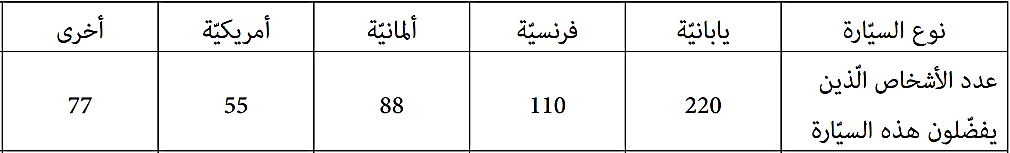 نوع السيّارة يابانيّة فرنسيّة ألمانيّة أمريكيّة أخرى
عدد الأشخاص الّذين يفضّلون هذه السيّارة 220 110 88 55 77